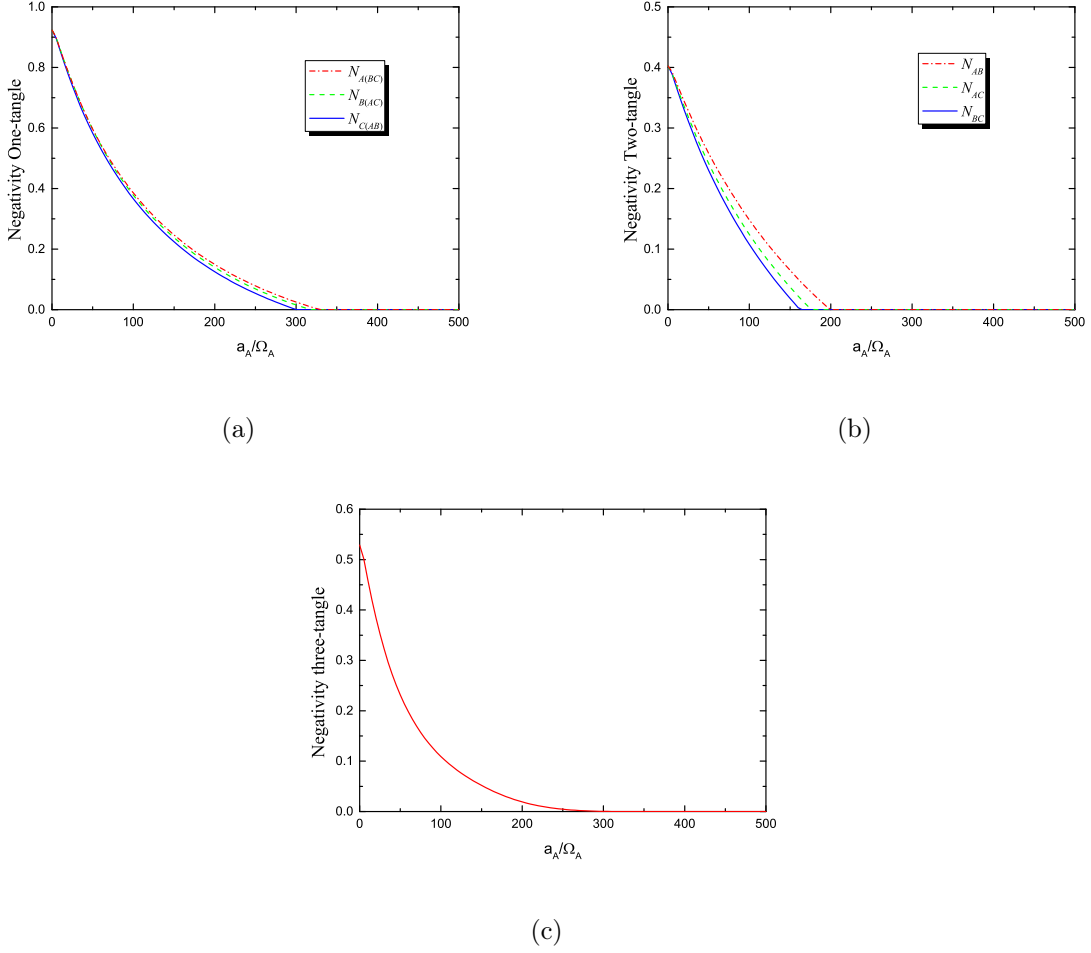 1.0
0.8
0.6
0.4
0.2
0.0
Negativity One-tangle
N_{A(BC)}
N_{B(AC)}
N_{C(AB)}
0 100 200 300 400 500
a_A/Ω_A
(a)
0.5
0.4
0.3
0.2
0.1
0.0
Negativity Two-tangle
N_{AB}
N_{AC}
N_{BC}
0 100 200 300 400 500
a_A/Ω_A
(b)
0.6
0.5
0.4
0.3
0.2
0.1
0.0
Negativity three-tangle
0 100 200 300 400 500
a_A/Ω_A
(c)